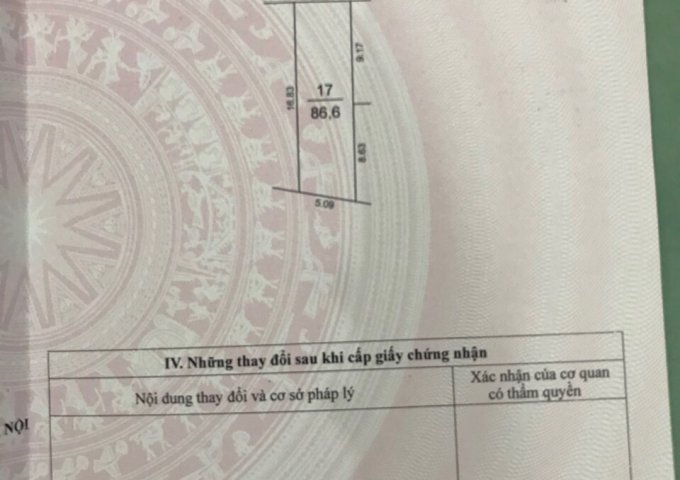 9.17
16.83
17
86.6
8.63
5.09
IV. Những thay đổi sau khi cấp giấy chứng nhận
Nội dung thay đổi và cơ sở pháp lý
Xác nhận của cơ quan
có thẩm quyền
NỘI